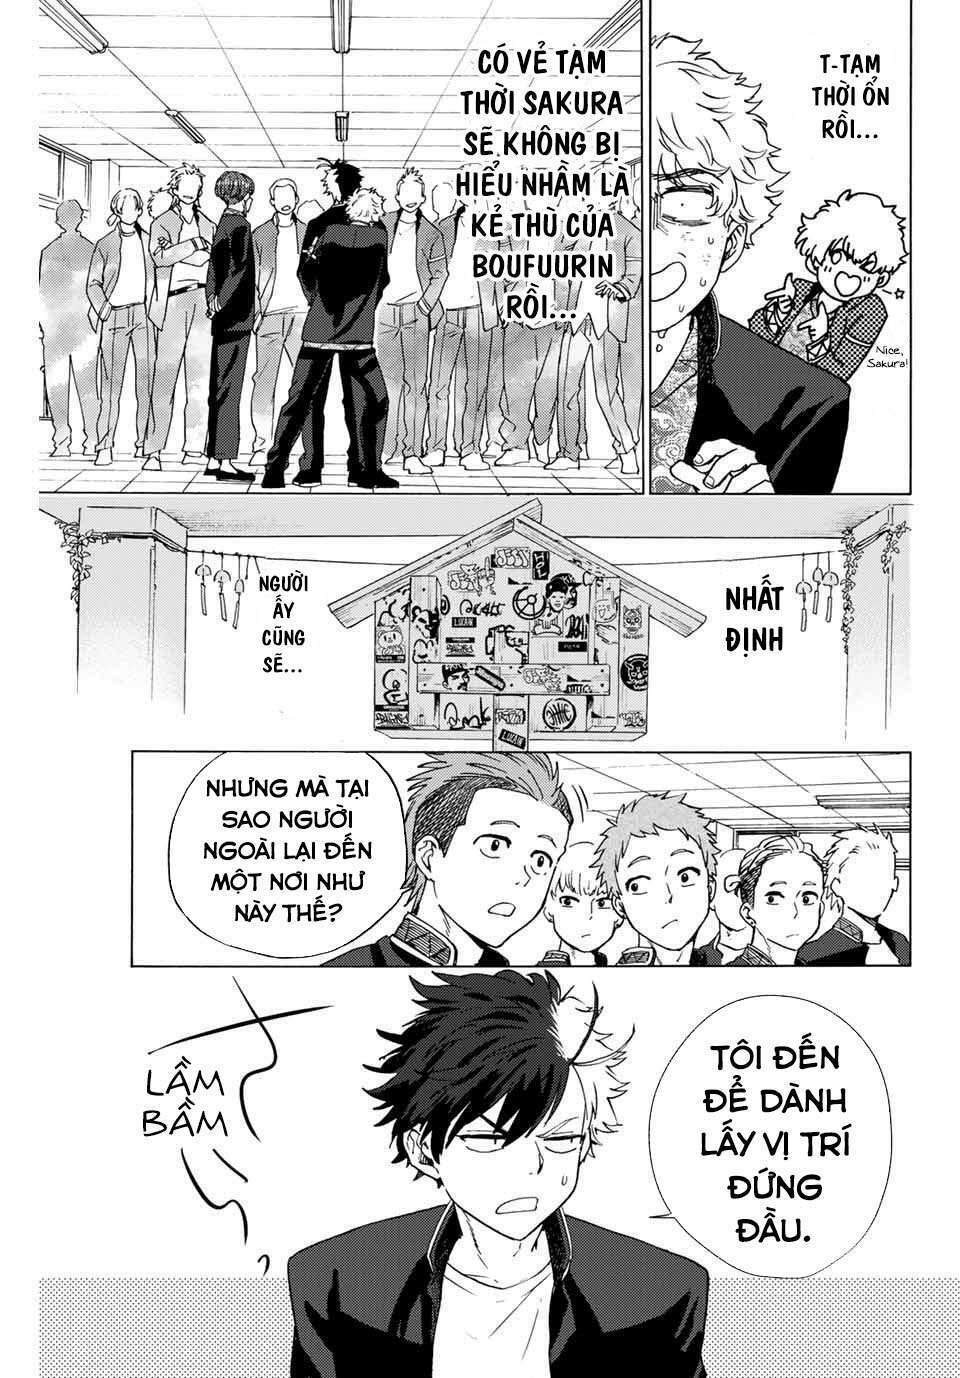 T-TẠM
THỜI ỔN
RỒI...
Nice,
Sakura!
CÓ VẺ TẠM
THỜI SAKURA
SẼ KHÔNG BỊ
HIỂU NHẦM LÀ
KẺ THÙ CỦA
BOUFUURIN
RỒI...
NHẤT
ĐỊNH
NGƯỜI
ẤY
CŨNG
SẼ...
NHƯNG MÀ TẠI
SAO NGƯỜI
NGOÀI LẠI ĐẾN
MỘT NƠI NHƯ
NÀY THẾ?
TÔI ĐẾN
ĐỂ DÀNH
LẤY VỊ TRÍ
ĐỨNG
ĐẦU.
LẦM
BẦM